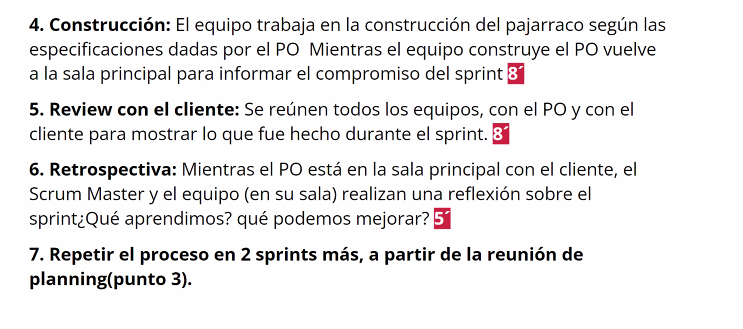 4. Construcción: El equipo trabaja en la construcción del pajarraco según las
especificaciones dadas por el PO  Mientras el equipo construye el PO vuelve
a la sala principal para informar el compromiso del sprint 8´
5. Review con el cliente: Se reúnen todos los equipos, con el PO y con el
cliente para mostrar lo que fue hecho durante el sprint. 8´
6. Retrospectiva: Mientras el PO está en la sala principal con el cliente, el
Scrum Master y el equipo (en su sala) realizan una reflexión sobre el
sprint¿Qué aprendimos? qué podemos mejorar? 5´
7. Repetir el proceso en 2 sprints más, a partir de la reunión de
planning(punto 3).